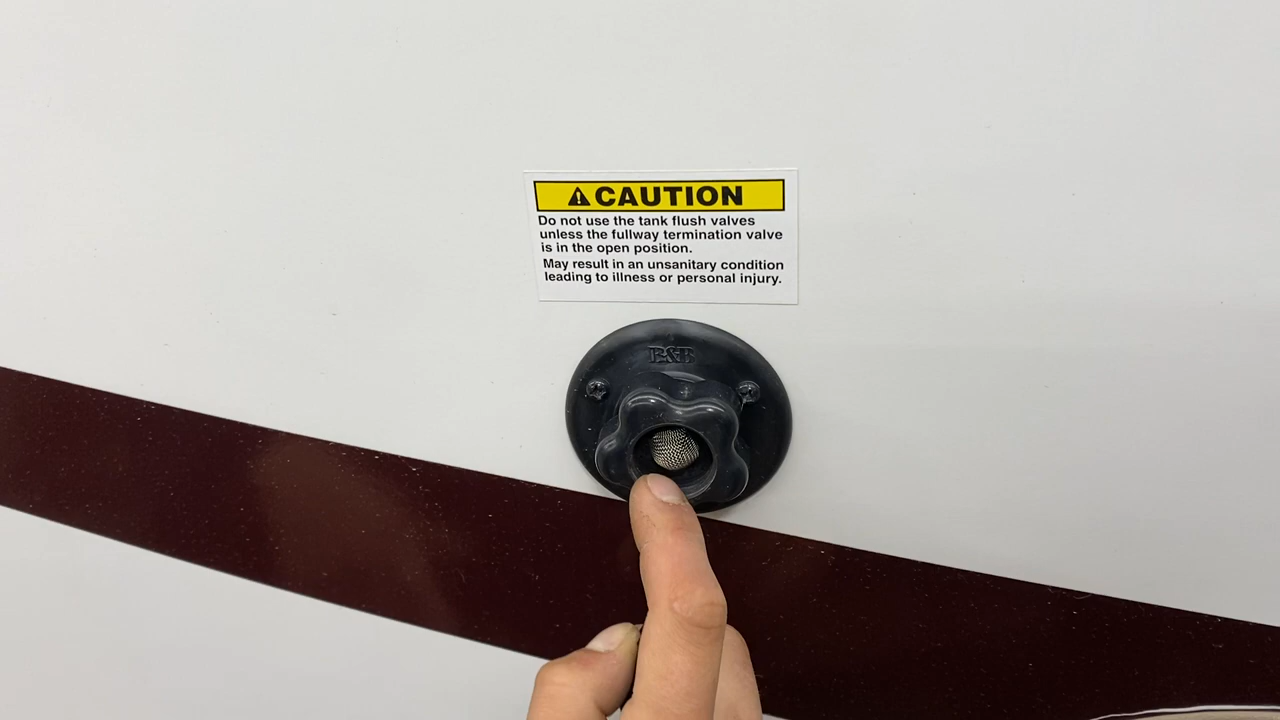 CAUTION
Do not use the tank flush valves
unless the fullway termination valve
is in the open position.
May result in an unsanitary condition
leading to illness or personal injury.
B&B